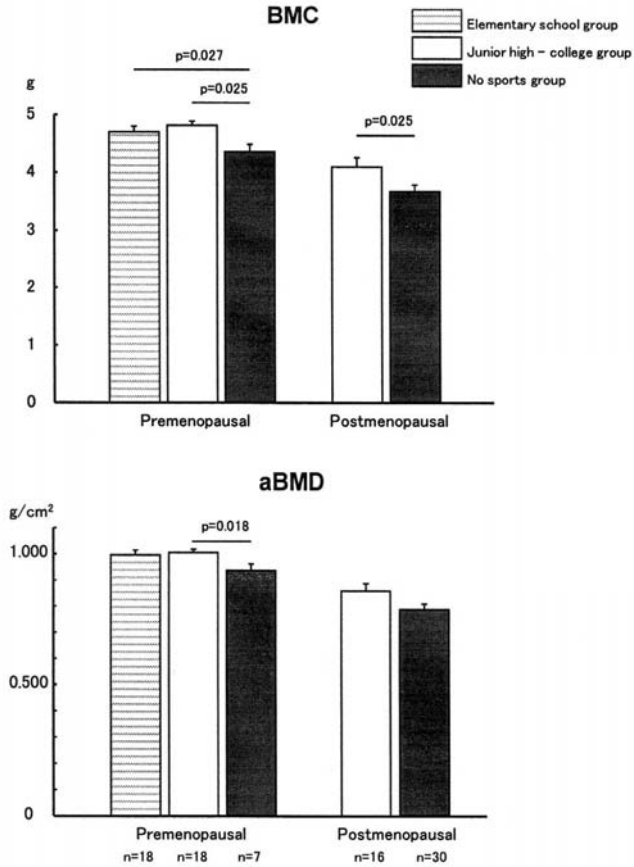 BMC
Elementary school group
Junior high - college group
No sports group
p=0.027
p=0.025
p=0.025
g
5
4
3
2
1
0
Premenopausal Postmenopausal
aBMD
g/cm²
p=0.018
1.000
0.500
0
Premenopausal Postmenopausal
n=18 n=18 n=7 n=16 n=30